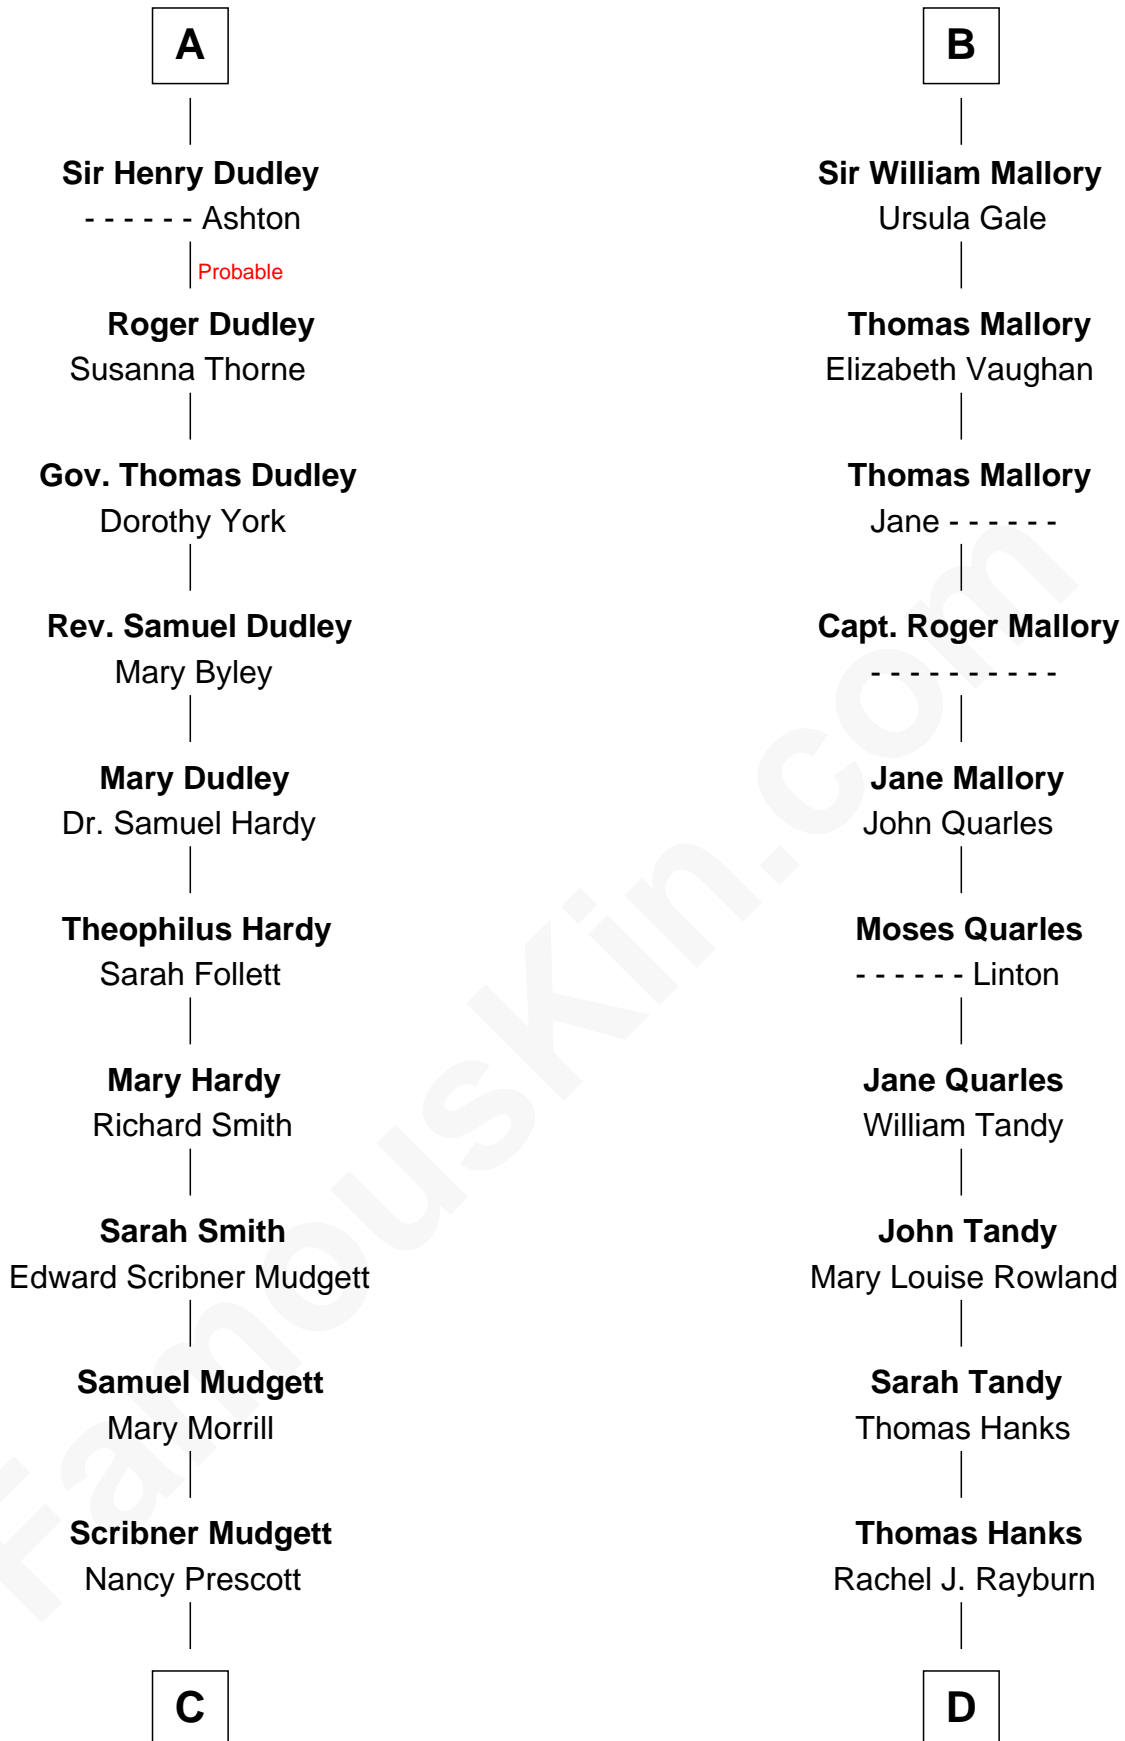 A
Sir Henry Dudley
- - - - - - Ashton
Probable
Roger Dudley
Susanna Thorne
Gov. Thomas Dudley
Dorothy York
Rev. Samuel Dudley
Mary Byley
Mary Dudley
Dr. Samuel Hardy
Theophilus Hardy
Sarah Follett
Mary Hardy
Richard Smith
Sarah Smith
Edward Scribner Mudgett
Samuel Mudgett
Mary Morrill
Scribner Mudgett
Nancy Prescott
C
B
Sir William Mallory
Ursula Gale
Thomas Mallory
Elizabeth Vaughan
Thomas Mallory
Jane - - - - - -
Capt. Roger Mallory
- - - - - - - - - -
Jane Mallory
John Quarles
Moses Quarles
- - - - - - Linton
Jane Quarles
William Tandy
John Tandy
Mary Louise Rowland
Sarah Tandy
Thomas Hanks
Thomas Hanks
Rachel J. Rayburn
D
FamousKin.com